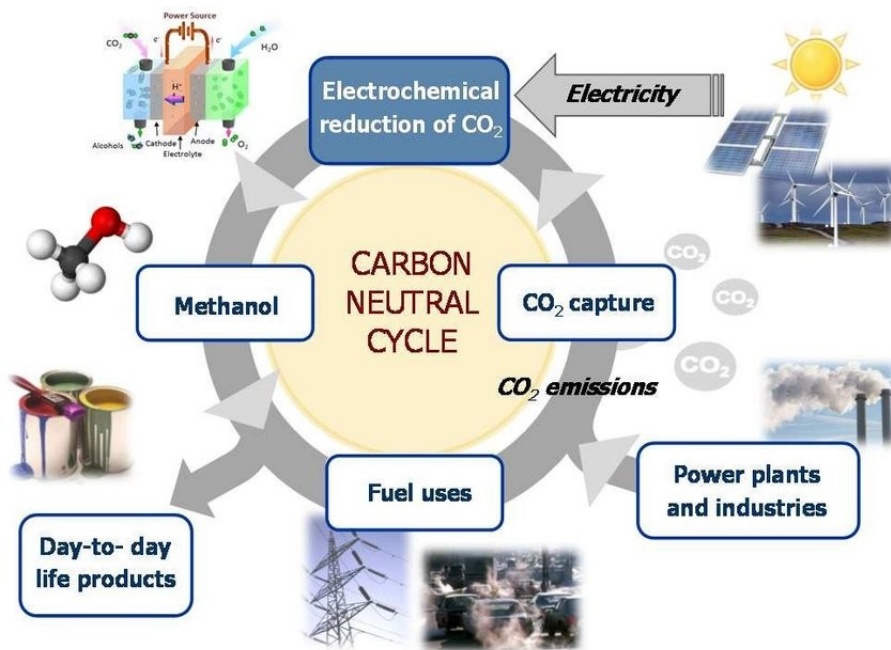 Power Source
CO₂
e⁻
e⁻
H₂O
H⁺
Alcohols
Cathode
Anode
O₂
Electrolyte
Electrochemical
reduction of CO₂
Electricity
CARBON
NEUTRAL
CYCLE
Methanol
CO₂ capture
CO₂
CO₂
CO₂
CO₂ emissions
Fuel uses
Power plants
and industries
Day-to- day
life products